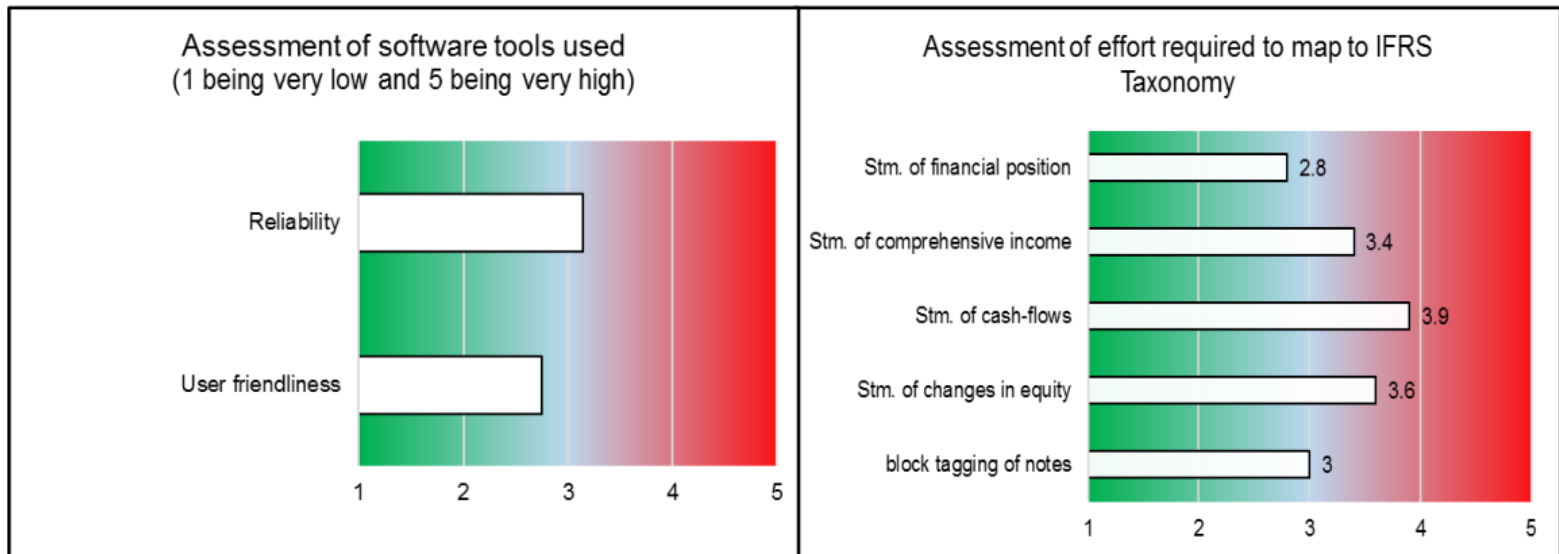 Assessment of software tools used
(1 being very low and 5 being very high)
Reliability
User friendliness
1 2 3 4 5
Assessment of effort required to map to IFRS
Taxonomy
Stm. of financial position 2.8
Stm. of comprehensive income 3.4
Stm. of cash-flows 3.9
Stm. of changes in equity 3.6
block tagging of notes 3
1 2 3 4 5